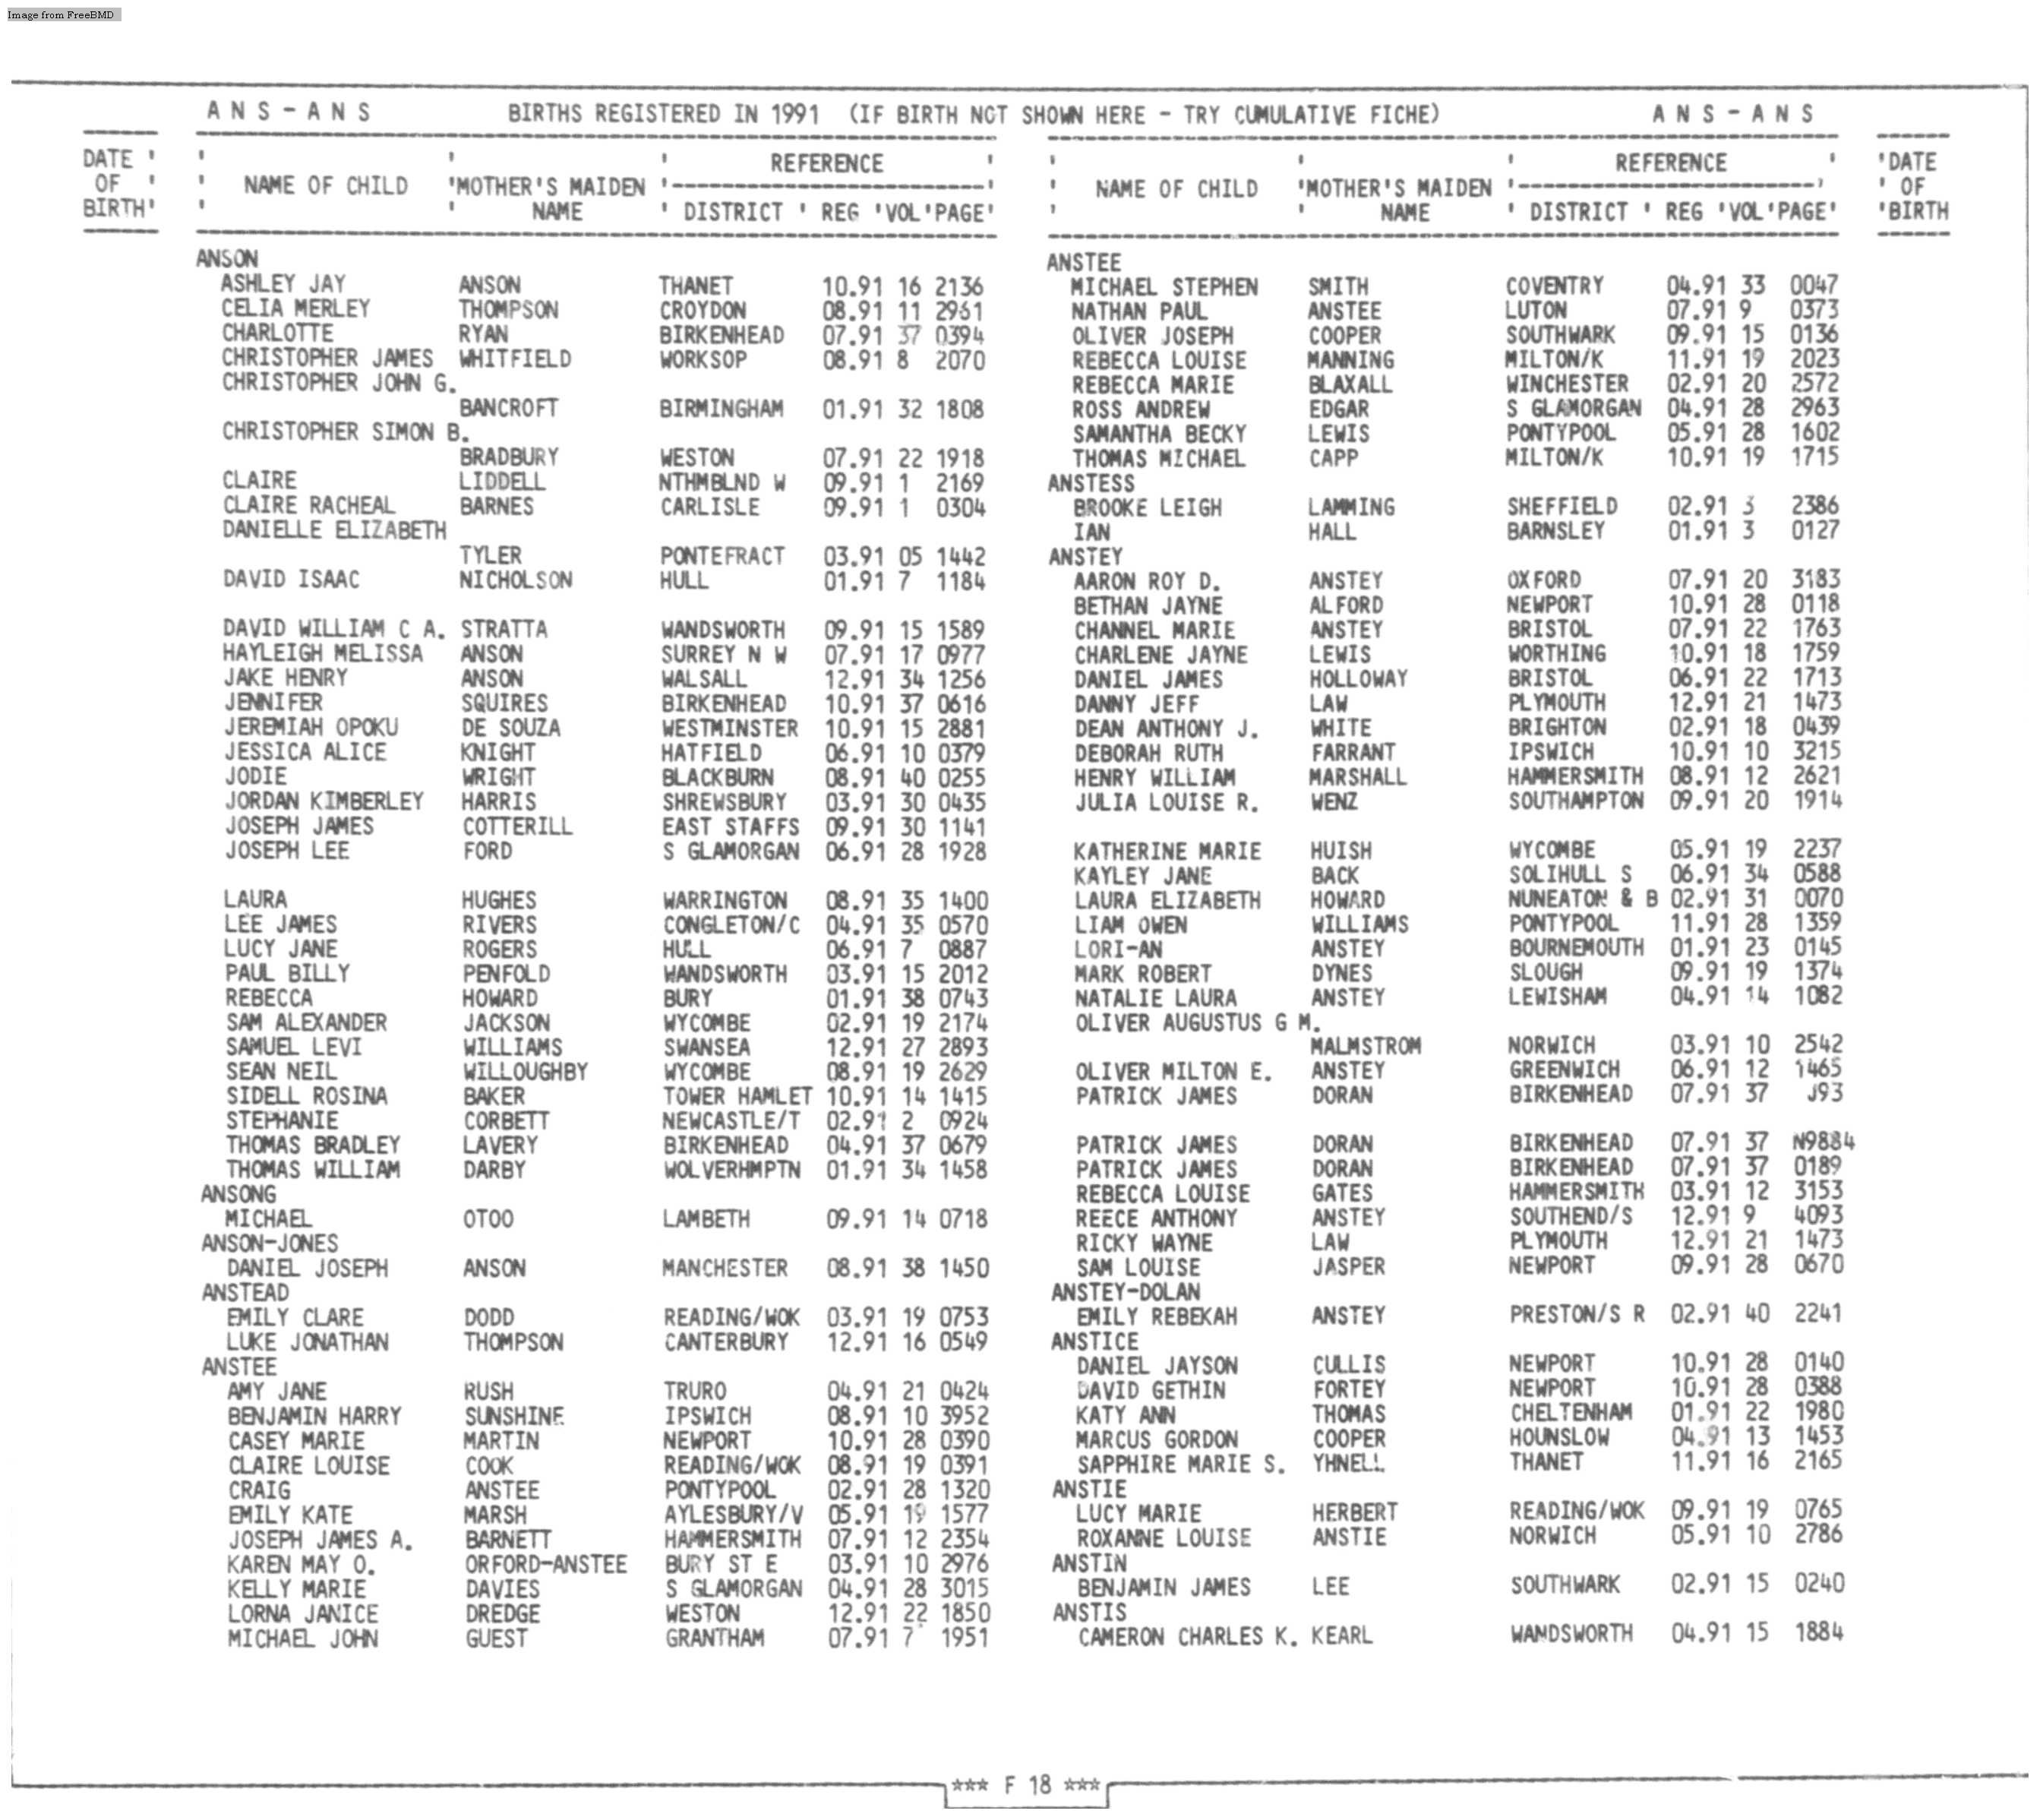 Image from FreeBMD
A N S - A N S BIRTHS REGISTERED IN 1991 (IF BIRTH NOT SHOWN HERE - TRY CUMULATIVE FICHE) A N S - A N S
DATE OF BIRTH
NAME OF CHILD MOTHER'S MAIDEN NAME REFERENCE DISTRICT REG VOL PAGE
ANSON
ASHLEY JAY ANSON THANET 10.91 16 2136
CELIA MERLEY THOMPSON CROYDON 08.91 11 2961
CHARLOTTE RYAN BIRKENHEAD 07.91 37 0394
CHRISTOPHER JAMES WHITFIELD WORKSOP 08.91 8 2070
CHRISTOPHER JOHN G.
BANCROFT BIRMINGHAM 01.91 32 1808
CHRISTOPHER SIMON B.
BRADBURY WESTON 07.91 22 1918
CLAIRE LIDDELL NTHMBLND W 09.91 1 2169
CLAIRE RACHEAL BARNES CARLISLE 09.91 1 0304
DANIELLE ELIZABETH
TYLER PONTEFRACT 03.91 05 1442
DAVID ISAAC NICHOLSON HULL 01.91 7 1184
DAVID WILLIAM C A. STRATTA WANDSWORTH 09.91 15 1589
HAYLEIGH MELISSA ANSON SURREY N W 07.91 17 0977
JAKE HENRY ANSON WALSALL 12.91 34 1256
JENNIFER SQUIRES BIRKENHEAD 10.91 37 0616
JEREMIAH OPOKU DE SOUZA WESTMINSTER 10.91 15 2881
JESSICA ALICE KNIGHT HATFIELD 06.91 10 0379
JODIE WRIGHT BLACKBURN 08.91 40 0255
JORDAN KIMBERLEY HARRIS SHREWSBURY 03.91 30 0435
JOSEPH JAMES COTTERILL EAST STAFFS 09.91 30 1141
JOSEPH LEE FORD S GLAMORGAN 06.91 28 1928
LAURA HUGHES WARRINGTON 08.91 35 1400
LEE JAMES RIVERS CONGLETON/C 04.91 35 0570
LUCY JANE ROGERS HULL 06.91 7 0887
PAUL BILLY PENFOLD WANDSWORTH 03.91 15 2012
REBECCA HOWARD BURY 01.91 38 0743
SAM ALEXANDER JACKSON WYCOMBE 02.91 19 2174
SAMUEL LEVI WILLIAMS SWANSEA 12.91 27 2893
SEAN NEIL WILLOUGHBY WYCOMBE 08.91 19 2629
SIDELL ROSINA BAKER TOWER HAMLET 10.91 14 1415
STEPHANIE CORBETT NEWCASTLE/T 02.91 2 0924
THOMAS BRADLEY LAVERY BIRKENHEAD 04.91 37 0679
THOMAS WILLIAM DARBY WOLVERHMPTN 01.91 34 1458
ANSONG
MICHAEL OTOO LAMBETH 09.91 14 0718
ANSON-JONES
DANIEL JOSEPH ANSON MANCHESTER 08.91 38 1450
ANSTEAD
EMILY CLARE DODD READING/WOK 03.91 19 0753
LUKE JONATHAN THOMPSON CANTERBURY 12.91 16 0549
ANSTEE
AMY JANE RUSH TRURO 04.91 21 0424
BENJAMIN HARRY SUNSHINE IPSWICH 08.91 10 3952
CASEY MARIE MARTIN NEWPORT 10.91 28 0390
CLAIRE LOUISE COOK READING/WOK 08.91 19 0391
CRAIG ANSTEE PONTYPOOL 02.91 28 1320
EMILY KATE MARSH AYLESBURY/V 05.91 19 1577
JOSEPH JAMES A. BARNETT HAMMERSMITH 07.91 12 2354
KAREN MAY O. ORFORD-ANSTEE BURY ST E 03.91 10 2976
KELLY MARIE DAVIES S GLAMORGAN 04.91 28 3015
LORNA JANICE DREDGE WESTON 12.91 22 1850
MICHAEL JOHN GUEST GRANTHAM 07.91 7 1951
NAME OF CHILD MOTHER'S MAIDEN NAME REFERENCE DISTRICT REG VOL PAGE
DATE OF BIRTH
ANSTEE
MICHAEL STEPHEN SMITH COVENTRY 04.91 33 0047
NATHAN PAUL ANSTEE LUTON 07.91 9 0373
OLIVER JOSEPH COOPER SOUTHWARK 09.91 15 0136
REBECCA LOUISE MANNING MILTON/K 11.91 19 2023
REBECCA MARIE BLAXALL WINCHESTER 02.91 20 2572
ROSS ANDREW EDGAR S GLAMORGAN 04.91 28 2963
SAMANTHA BECKY LEWIS PONTYPOOL 05.91 28 1602
THOMAS MICHAEL CAPP MILTON/K 10.91 19 1715
ANSTESS
BROOKE LEIGH LAMMING SHEFFIELD 02.91 3 2386
IAN HALL BARNSLEY 01.91 3 0127
ANSTEY
AARON ROY D. ANSTEY OXFORD 07.91 20 3183
BETHAN JAYNE ALFORD NEWPORT 10.91 28 0118
CHANNEL MARIE ANSTEY BRISTOL 07.91 22 1763
CHARLENE JAYNE LEWIS WORTHING 10.91 18 1759
DANIEL JAMES HOLLOWAY BRISTOL 06.91 22 1713
DANNY JEFF LAW PLYMOUTH 12.91 21 1473
DEAN ANTHONY J. WHITE BRIGHTON 02.91 18 0439
DEBORAH RUTH FARRANT IPSWICH 10.91 10 3215
HENRY WILLIAM MARSHALL HAMMERSMITH 08.91 12 2621
JULIA LOUISE R. WENZ SOUTHAMPTON 09.91 20 1914
KATHERINE MARIE HUISH WYCOMBE 05.91 19 2237
KAYLEY JANE BACK SOLIHULL S 06.91 34 0588
LAURA ELIZABETH HOWARD NUNEATON & B 02.91 31 0070
LIAM OWEN WILLIAMS PONTYPOOL 11.91 28 1359
LORI-AN ANSTEY BOURNEMOUTH 01.91 23 0145
MARK ROBERT DYNES SLOUGH 09.91 19 1374
NATALIE LAURA ANSTEY LEWISHAM 04.91 14 1082
OLIVER AUGUSTUS G M.
MALMSTROM NORWICH 03.91 10 2542
OLIVER MILTON E. ANSTEY GREENWICH 06.91 12 1465
PATRICK JAMES DORAN BIRKENHEAD 07.91 37
PATRICK JAMES DORAN BIRKENHEAD 07.91 37 N9884
PATRICK JAMES DORAN BIRKENHEAD 07.91 37 0189
REBECCA LOUISE GATES HAMMERSMITH 03.91 12 3153
REECE ANTHONY ANSTEY SOUTHEND/S 12.91 9 4093
RICKY WAYNE LAW PLYMOUTH 12.91 21 1473
SAM LOUISE JASPER NEWPORT 09.91 28 0670
ANSTEY-DOLAN
EMILY REBEKAH ANSTEY PRESTON/S R 02.91 40 2241
ANSTICE
DANIEL JAYSON CULLIS NEWPORT 10.91 28 0140
DAVID GETHIN FORTEY NEWPORT 10.91 28 0388
KATY ANN THOMAS CHELTENHAM 01.91 22 1980
MARCUS GORDON COOPER HOUNSLOW 04.91 13 1453
SAPPHIRE MARIE S. YHNELL THANET 11.91 16 2165
ANSTIE
LUCY MARIE HERBERT READING/WOK 09.91 19 0765
ROXANNE LOUISE ANSTIE NORWICH 05.91 10 2786
ANSTIN
BENJAMIN JAMES LEE SOUTHWARK 02.91 15 0240
ANSTIS
CAMERON CHARLES K. KEARL WANDSWORTH 04.91 15 1884
*** F 18 ***